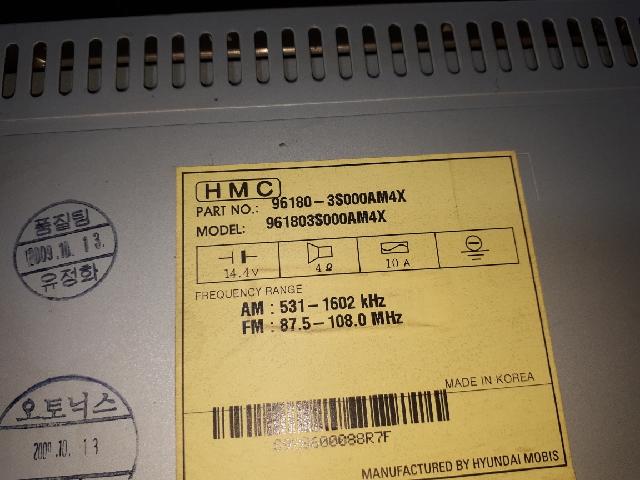 HMC
PART NO.: 96180-3S000AM4X
MODEL: 961803S000AM4X
14.4V 4Ω 10A
FREQUENCY RANGE
AM : 531-1602 kHz
FM : 87.5-108.0 MHz
MADE IN KOREA
MANUFACTURED BY HYUNDAI MOBIS
품질팀
2009.10.13.
유정화
오토닉스
2009.10.13